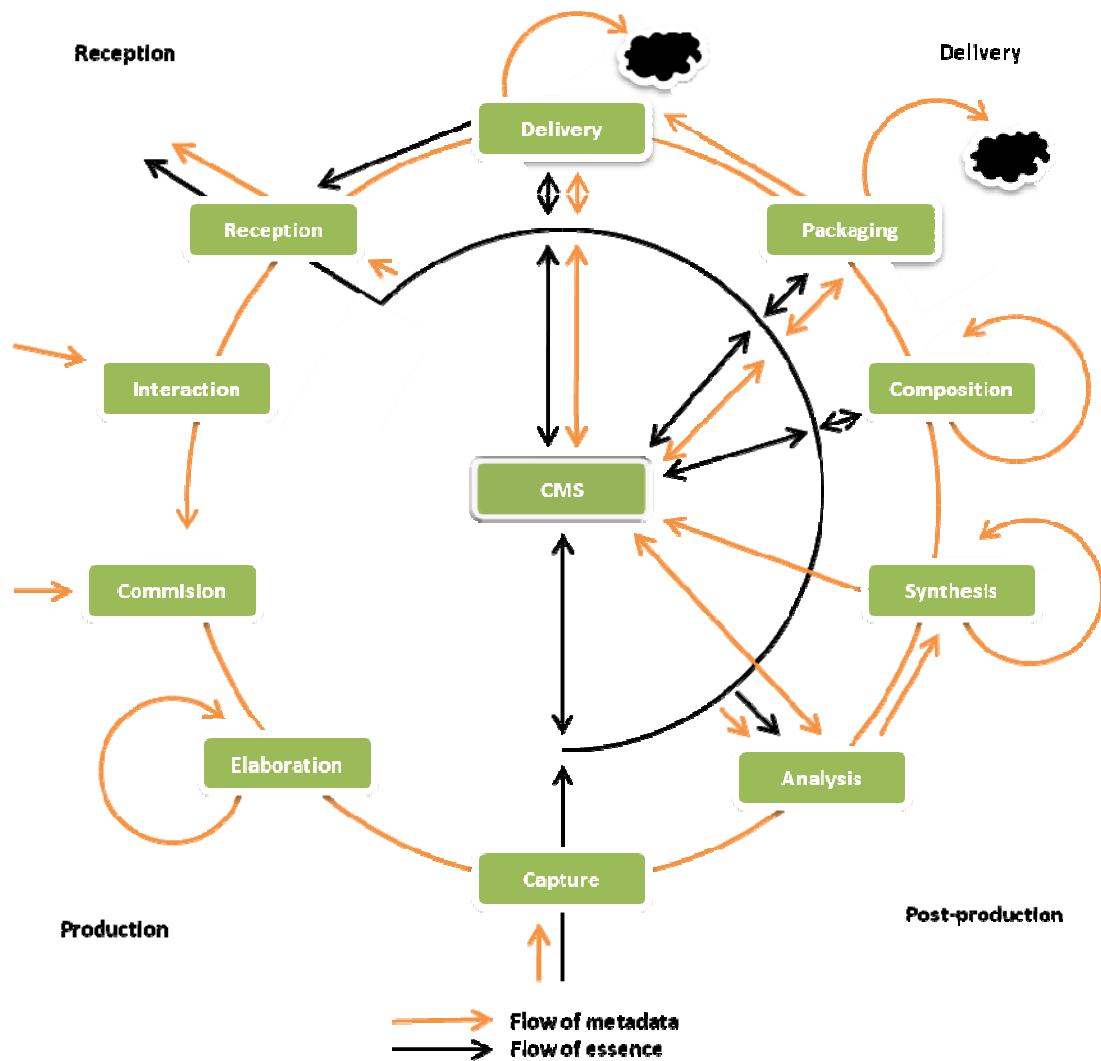 Reception
Delivery
Delivery
Reception
Packaging
Interaction
Composition
CMS
Commision
Synthesis
Elaboration
Analysis
Capture
Production
Post-production
Flow of metadata
Flow of essence